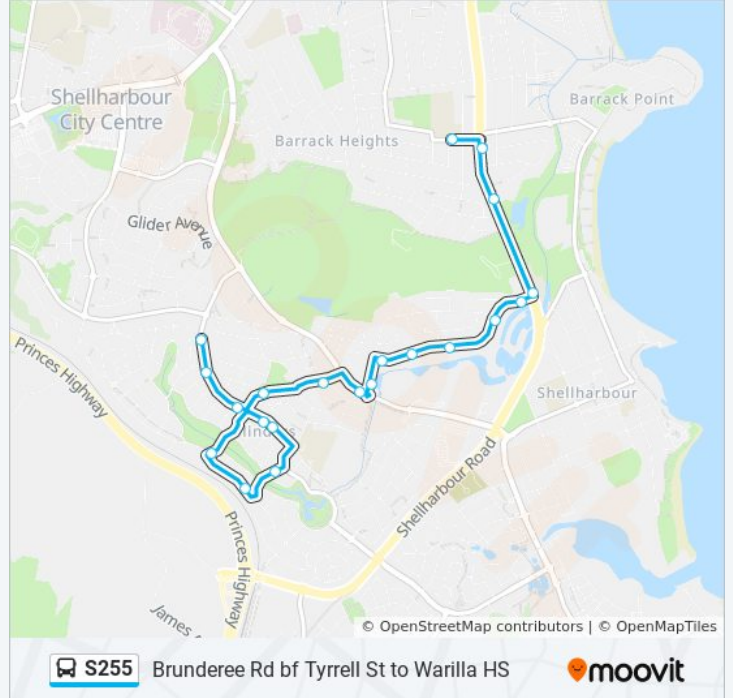 Shellharbour
City Centre
Barrack Point
Barrack Heights
Glider Avenue
Princes Highway
Shellharbour
Shellharbour Road
Princes Highway
James
© OpenStreetMap contributors | © OpenMapTiles
S255 Brunderee Rd bf Tyrrell St to Warilla HS moovit